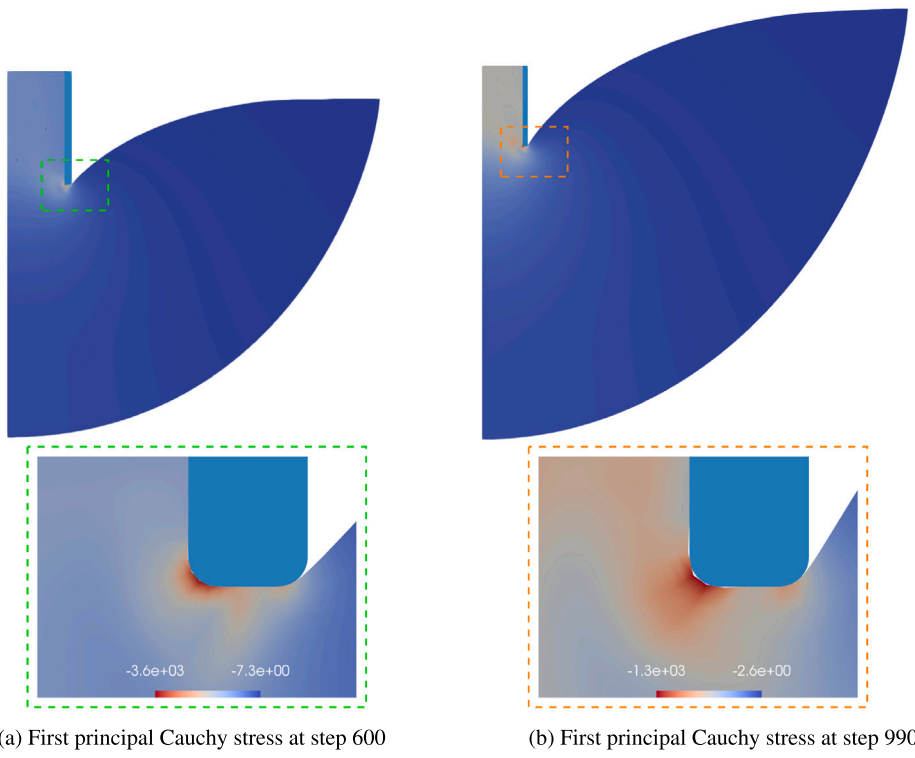 -3.6e+03 -7.3e+00
-1.3e+03 -2.6e+00
(a) First principal Cauchy stress at step 600
(b) First principal Cauchy stress at step 990